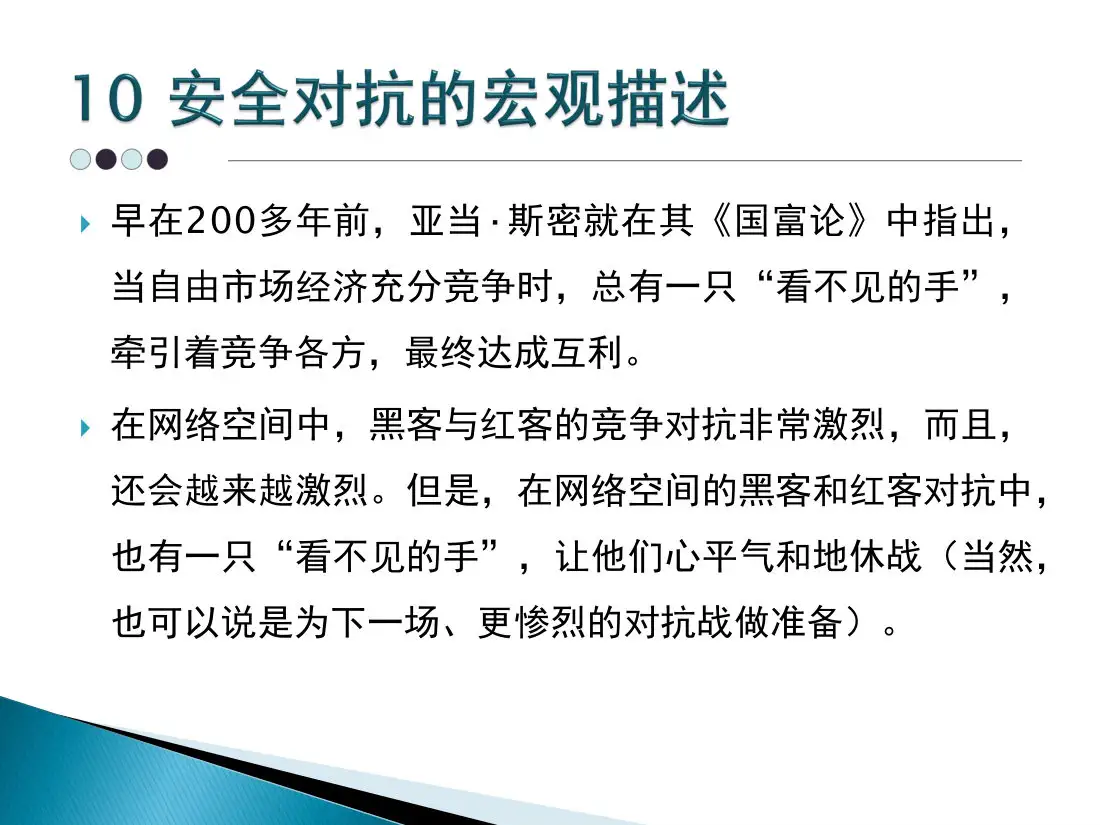 10 安全对抗的宏观描述
早在200多年前，亚当·斯密就在其《国富论》中指出，
当自由市场经济充分竞争时，总有一只“看不见的手”，
牵引着竞争各方，最终达成互利。
在网络空间中，黑客与红客的竞争对抗非常激烈，而且，
还会越来越激烈。但是，在网络空间的黑客和红客对抗中，
也有一只“看不见的手”，让他们心平气和地休战（当然，
也可以说是为下一场、更惨烈的对抗战做准备）。